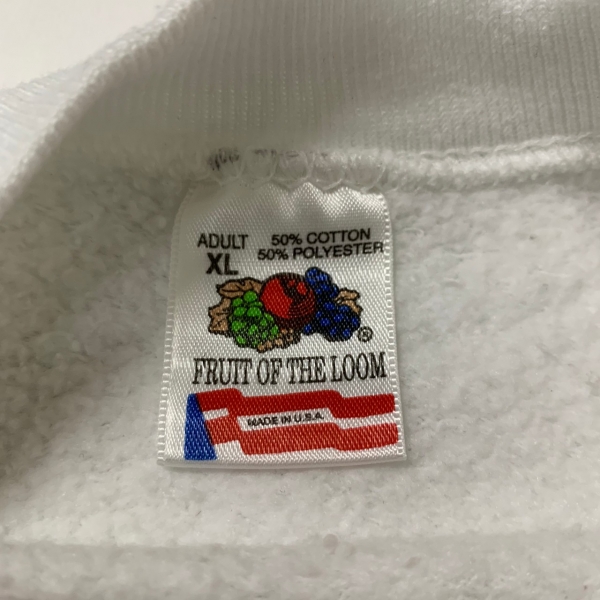 ADULT 50% COTTON
XL 50% POLYESTER
®
FRUIT OF THE LOOM
MADE IN U.S.A.